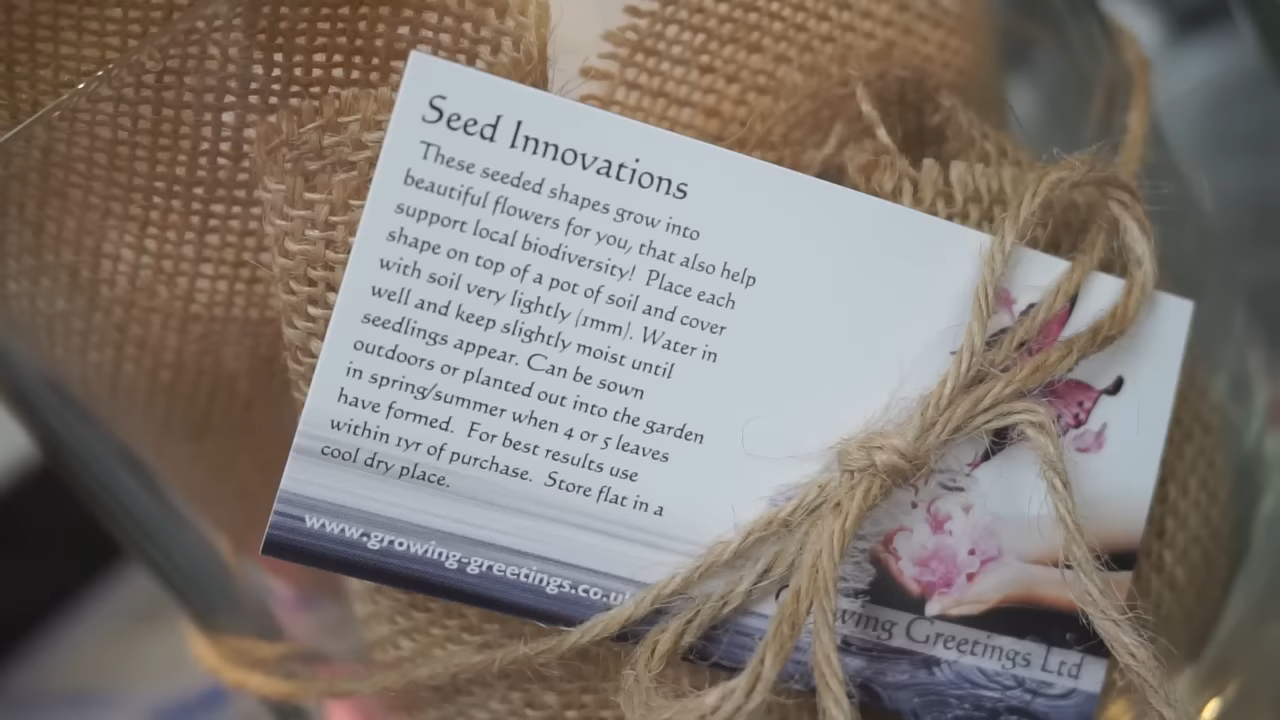 Seed Innovations
These seeded shapes grow into
beautiful flowers for you, that also help
support local biodiversity! Place each
shape on top of a pot of soil and cover
with soil very lightly (1mm). Water in
well and keep slightly moist until
seedlings appear. Can be sown
outdoors or planted out into the garden
in spring/summer when 4 or 5 leaves
have formed. For best results use
within 1yr of purchase. Store flat in a
cool dry place.
www.growing-greetings.co.uk
Greetings Ltd